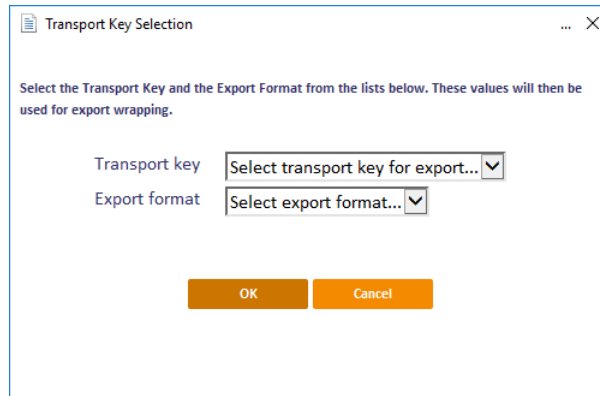 Transport Key Selection ...
Select the Transport Key and the Export Format from the lists below. These values will then be
used for export wrapping.
Transport key Select transport key for export...
Export format Select export format...
OK Cancel